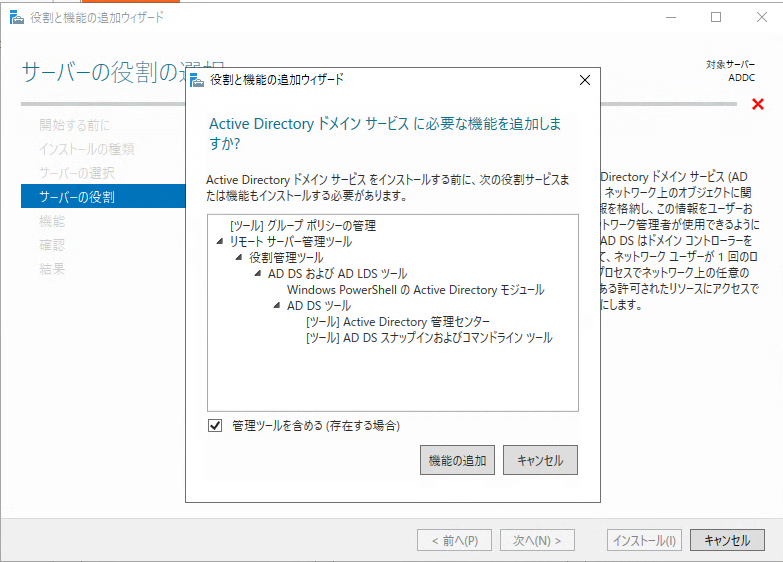 役割と機能の追加ウィザード
サーバーの役割の選択
対象サーバー
ADDC
開始する前に
インストールの種類
サーバーの選択
サーバーの役割
機能
確認
結果
役割と機能の追加ウィザード
Active Directory ドメイン サービス に必要な機能を追加しま
すか?
Active Directory ドメイン サービス をインストールする前に、次の役割サービスま
たは機能もインストールする必要があります。
[ツール] グループ ポリシーの管理
リモート サーバー管理ツール
役割管理ツール
AD DS および AD LDS ツール
Windows PowerShell の Active Directory モジュール
AD DS ツール
[ツール] Active Directory 管理センター
[ツール] AD DS スナップインおよびコマンドライン ツール
管理ツールを含める (存在する場合)
機能の追加
キャンセル
Directory ドメイン サービス (AD
ネットワーク上のオブジェクトに関
報を格納し、この情報をユーザーお
トワーク管理者が使用できるように
AD DS はドメイン コントローラーを
て、ネットワーク ユーザーが 1 回のロ
プロセスでネットワーク上の任意の
ある許可されたリソースにアクセスで
にします。
< 前へ(P)
次へ(N) >
インストール(I)
キャンセル